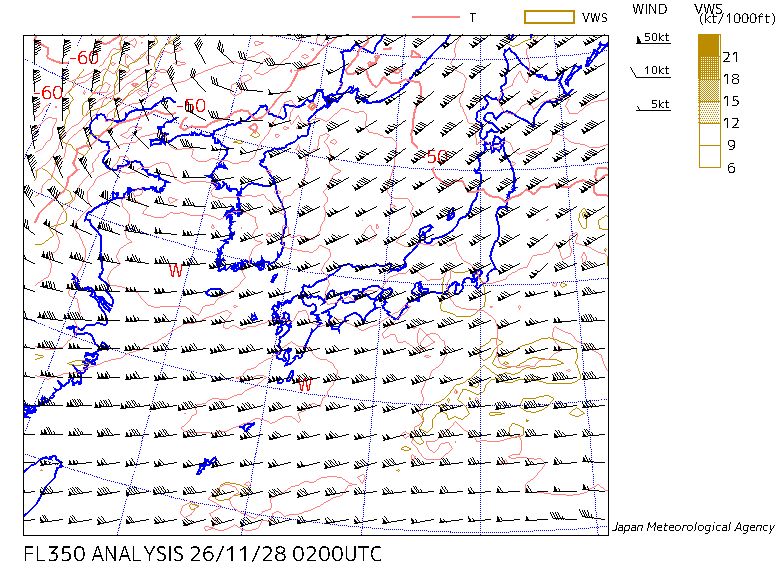 T
VWS
WIND
VWS
(kt/1000ft)
50kt
10kt
5kt
21
18
15
12
9
6
-60
-60
-50
-50
W
W
Japan Meteorological Agency
FL350 ANALYSIS 26/11/28 0200UTC